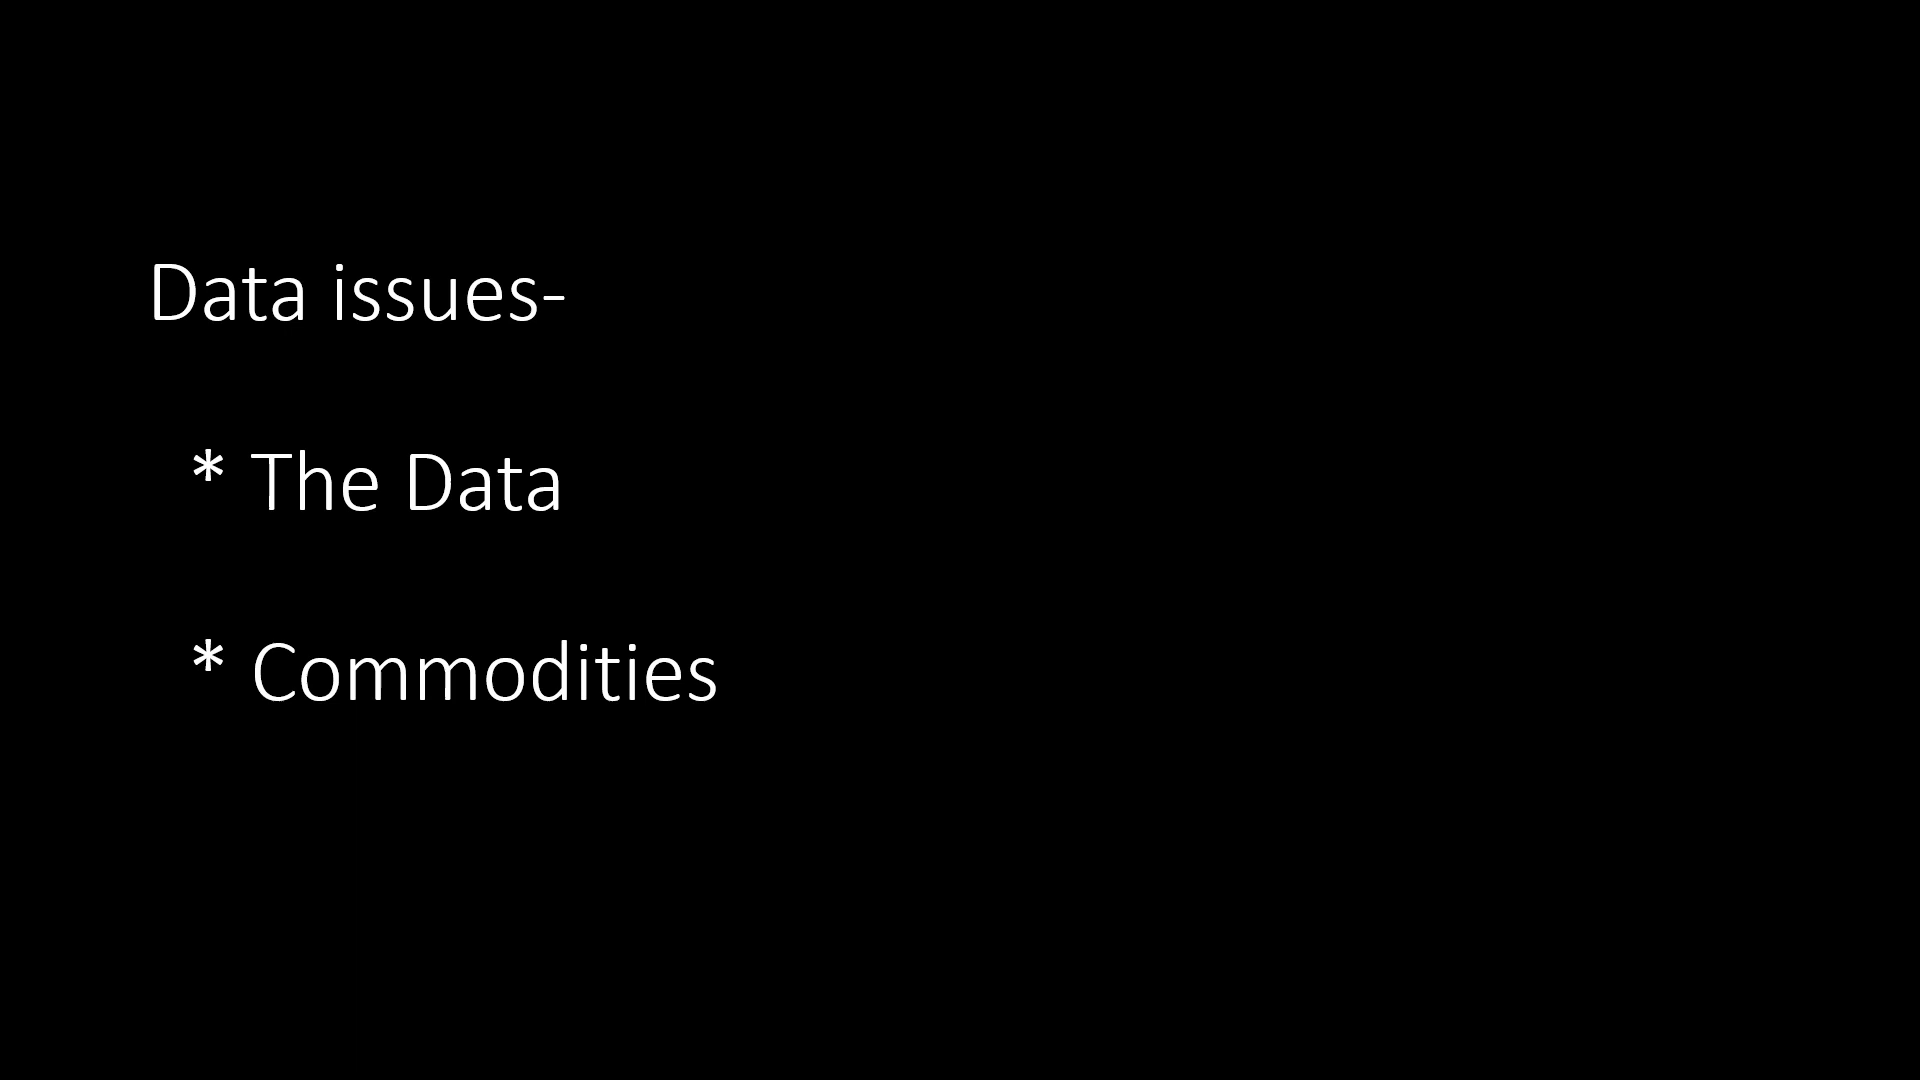 Data issues-
* The Data
* Commodities